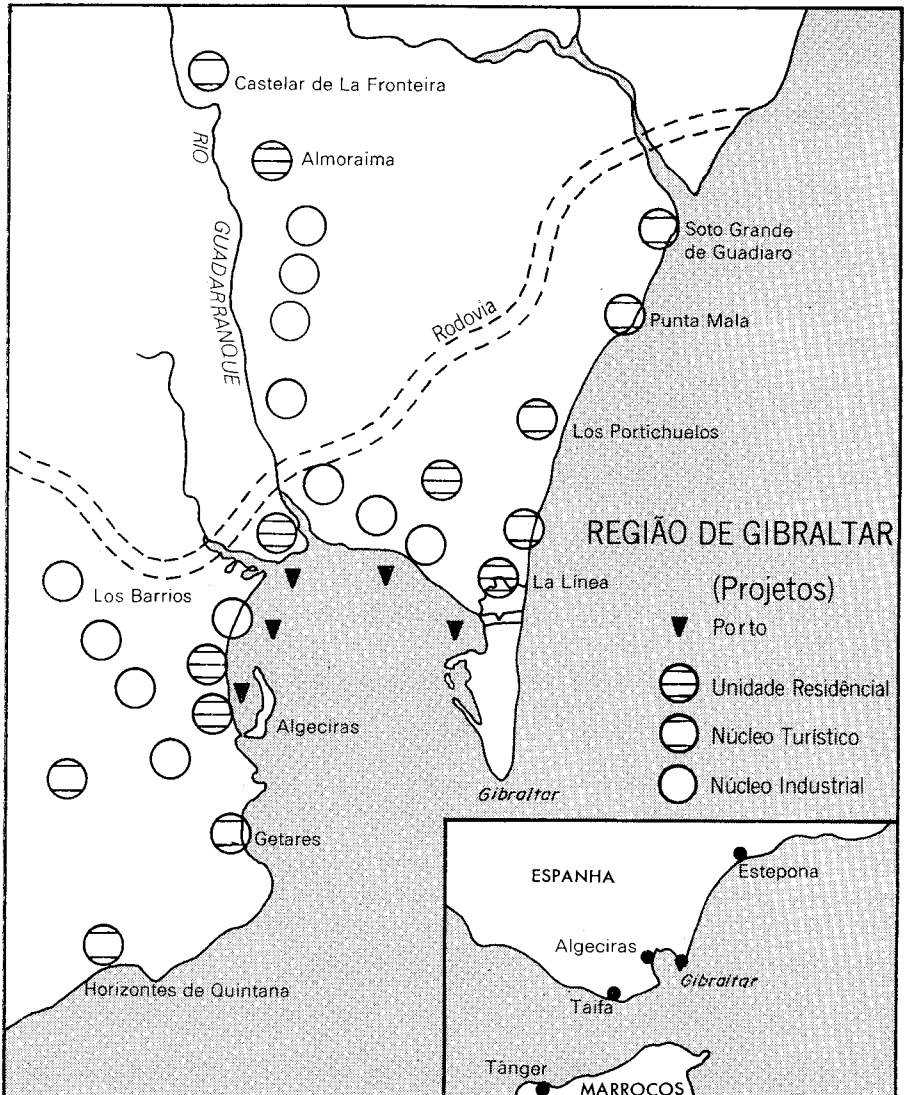 Castelar de La Fronteira
RIO
GUADARRANQUE
Almoraima
Soto Grande
de Guadiaro
Rodovia
Punta Mala
Los Portichuelos
REGIÃO DE GIBRALTAR
(Projetos)
La Línea
Los Barrios
Porto
Unidade Residêncial
Núcleo Turístico
Núcleo Industrial
Algeciras
Gibraltar
Getares
Horizontes de Quintana
ESPANHA
Estepona
Algeciras
Gibraltar
Taifa
Tánger
MARROCOS